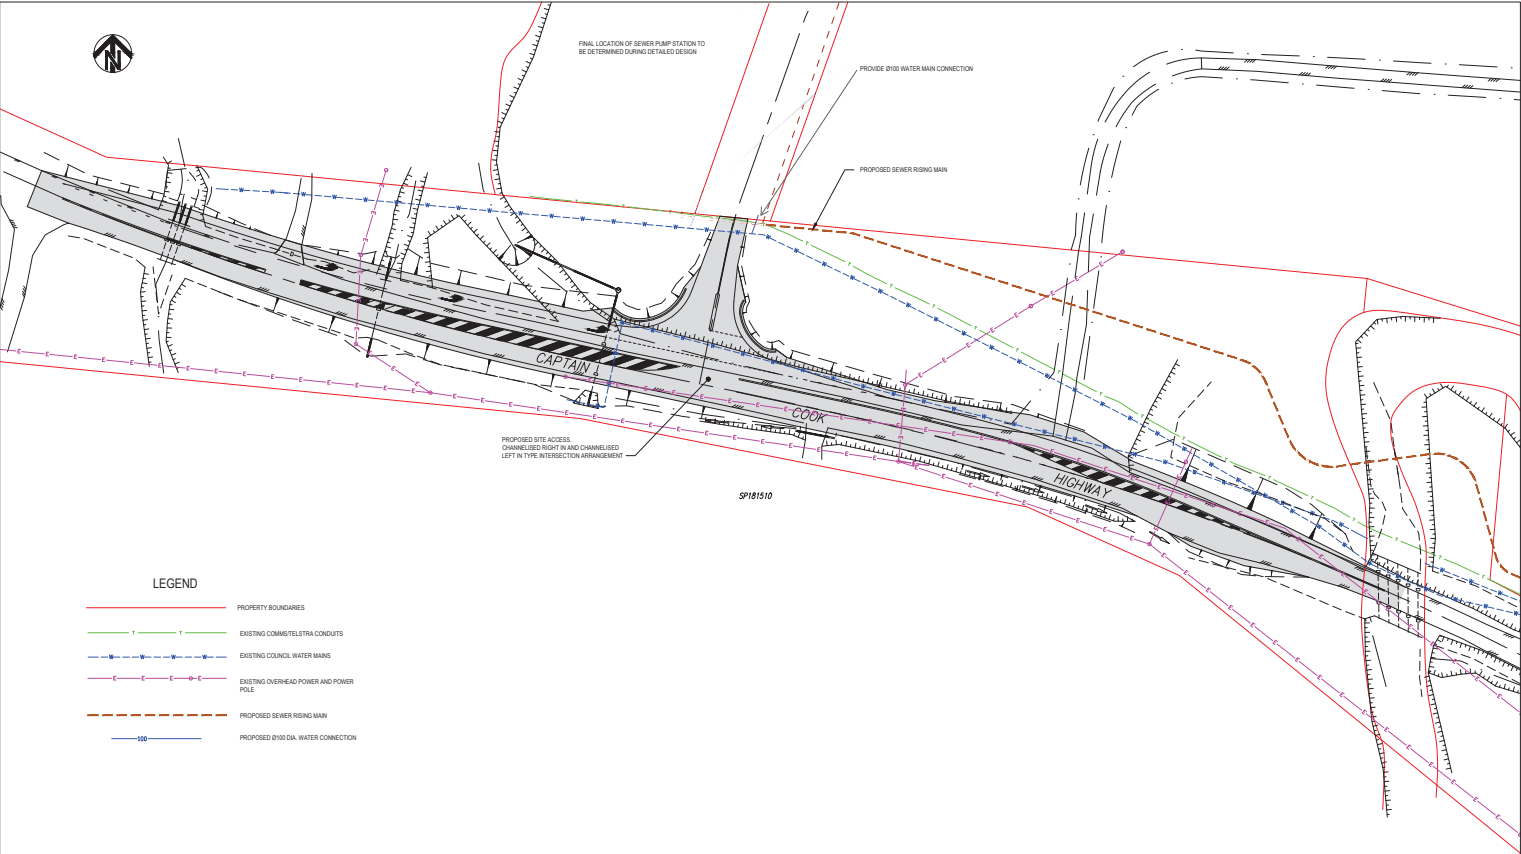 N
FINAL LOCATION OF SEWER PUMP STATION TO
BE DETERMINED DURING DETAILED DESIGN
PROVIDE Ø100 WATER MAIN CONNECTION
PROPOSED SEWER RISING MAIN
CAPTAIN
COOK
HIGHWAY
PROPOSED SITE ACCESS.
CHANNELISED RIGHT IN AND CHANNELISED
LEFT IN TYPE INTERSECTION ARRANGEMENT
SP181510
LEGEND
PROPERTY BOUNDARIES
T T EXISTING COMMS/TELSTRA CONDUITS
W W W W EXISTING COUNCIL WATER MAINS
E E E E EXISTING OVERHEAD POWER AND POWER
POLE
PROPOSED SEWER RISING MAIN
100 PROPOSED Ø100 DIA. WATER CONNECTION